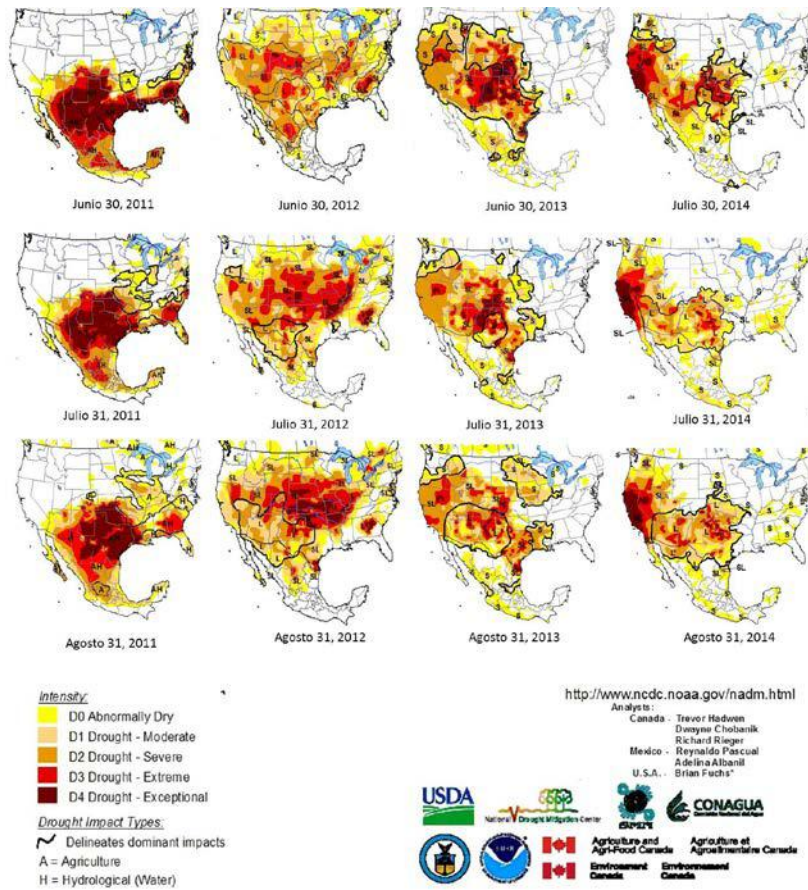 Junio 30, 2011
Junio 30, 2012
Junio 30, 2013
Julio 30, 2014
Julio 31, 2011
Julio 31, 2012
Julio 31, 2013
Julio 31, 2014
Agosto 31, 2011
Agosto 31, 2012
Agosto 31, 2013
Agosto 31, 2014
Intensity:
D0 Abnormally Dry
D1 Drought - Moderate
D2 Drought - Severe
D3 Drought - Extreme
D4 Drought - Exceptional
Drought Impact Types:
Delineates dominant impacts
A = Agriculture
H = Hydrological (Water)
http://www.ncdc.noaa.gov/nadm.html
Analysts:
Canada - Trevor Hadwen
Dwayne Chobanik
Richard Rieger
Mexico - Reynaldo Pascual
Adelina Albanil
U.S.A. - Brian Fuchs*
USDA
National Drought Mitigation Center
CONAGUA
Agriculture and Agri-Food Canada
Agriculture et Agroalimentaire Canada
Environment Canada
Environnement Canada